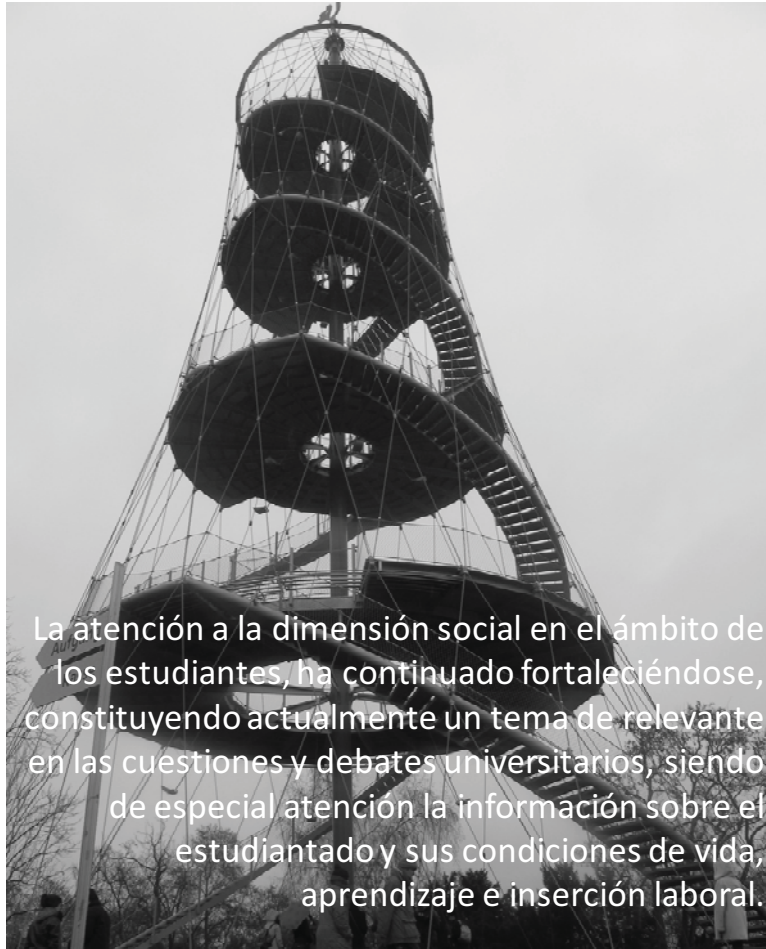 La atención a la dimensión social en el ámbito de
los estudiantes, ha continuado fortaleciéndose,
constituyendo actualmente un tema de relevante
en las cuestiones y debates universitarios, siendo
de especial atención la información sobre el
estudiantado y sus condiciones de vida,
aprendizaje e inserción laboral.